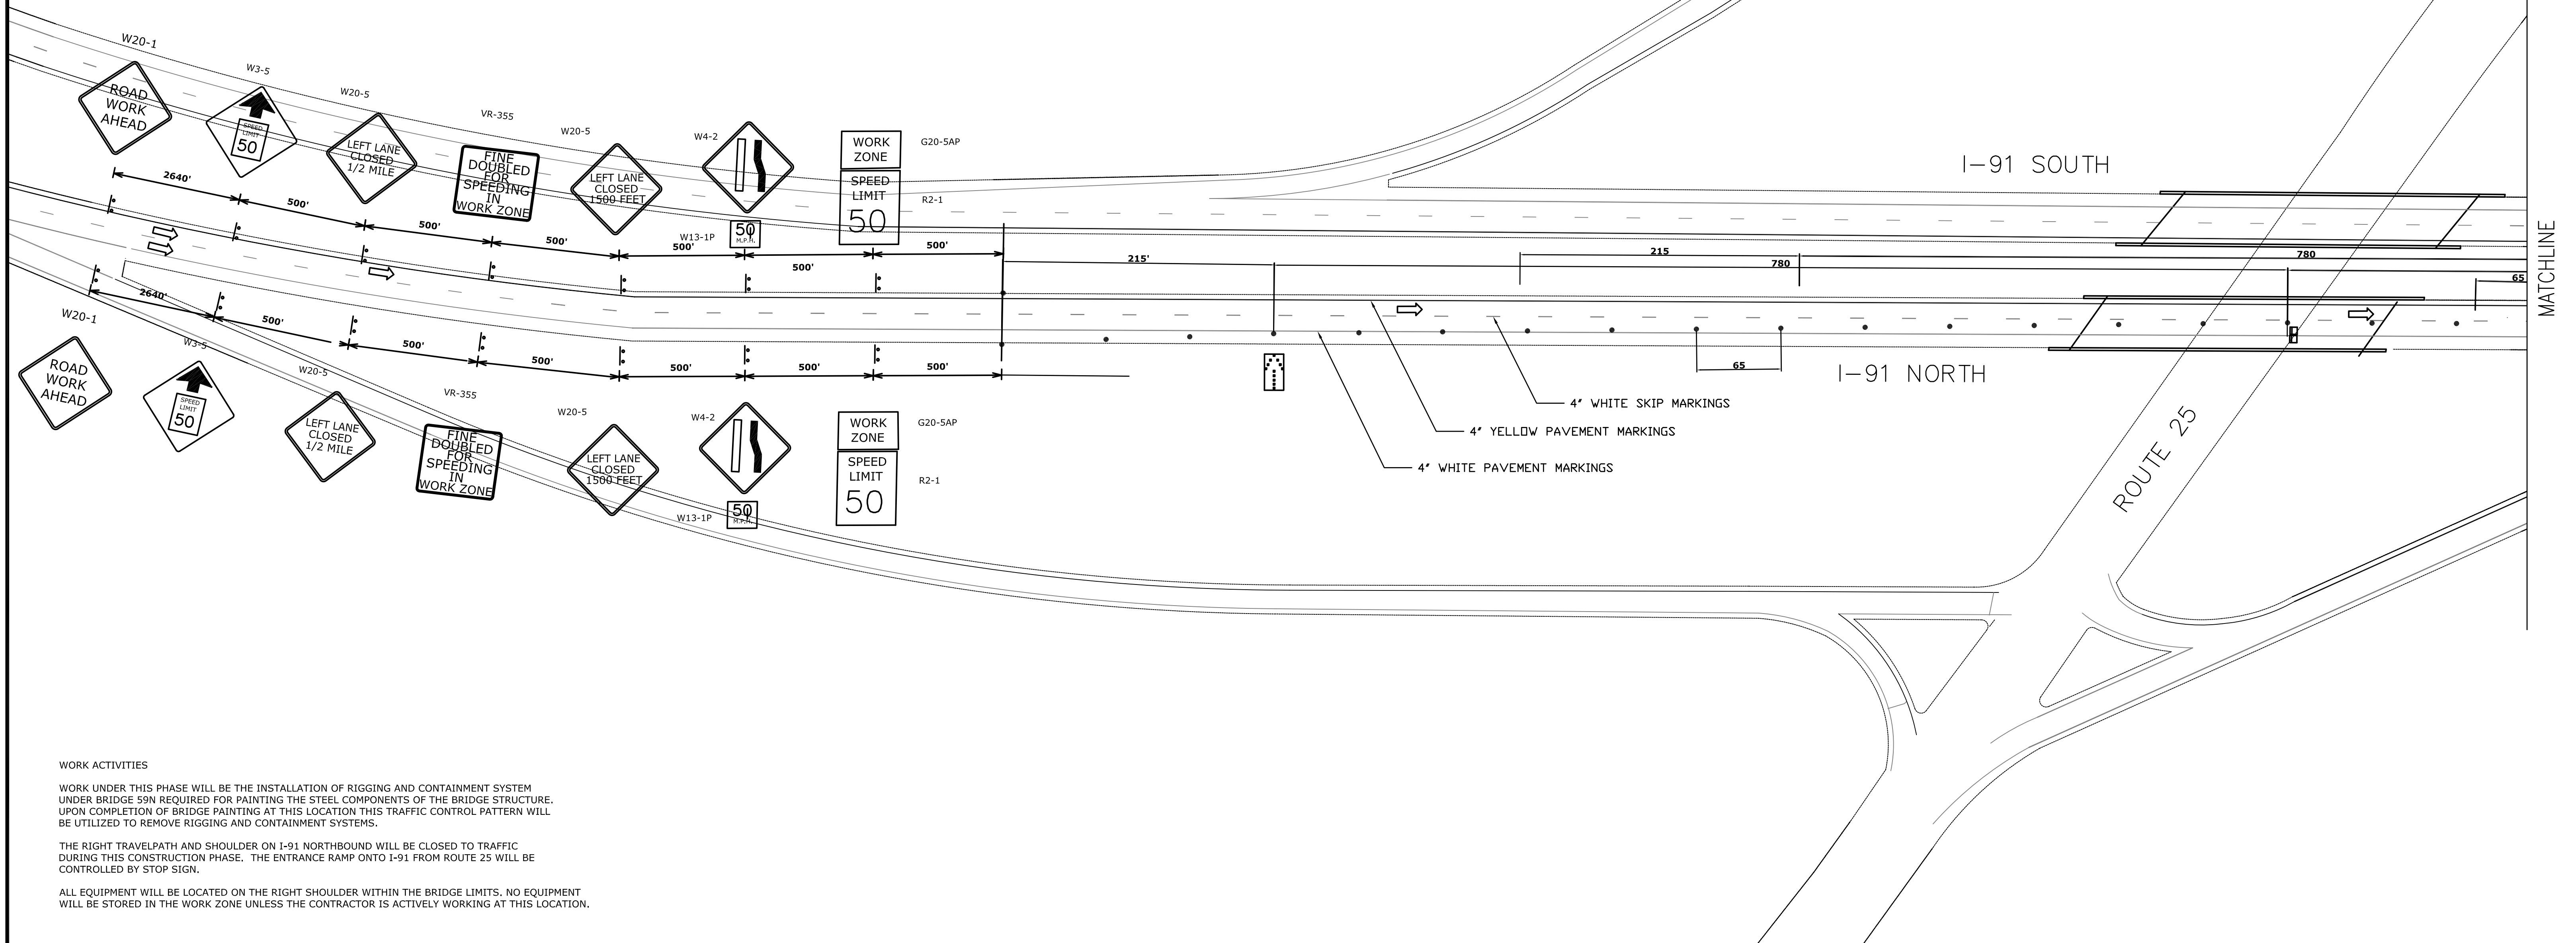 W20-1
W3-5
W20-5
VR-355
W20-5
W4-2
ROAD
WORK
AHEAD
SPEED
LIMIT
50
LEFT LANE
CLOSED
1/2 MILE
FINE
DOUBLED
FOR
SPEEDING
IN
WORK ZONE
LEFT LANE
CLOSED
1500 FEET
W13-1P
50
M.P.H.
WORK
ZONE
G20-5AP
SPEED
LIMIT
50
R2-1
I-91 SOUTH
MATCHLINE
2640'
500'
500'
500'
500'
500'
500'
215'
215
780
780
65
2640'
500'
500'
500'
500'
500'
500'
65
I-91 NORTH
ROUTE 25
4" WHITE SKIP MARKINGS
4" YELLOW PAVEMENT MARKINGS
4" WHITE PAVEMENT MARKINGS
W20-1
W3-5
W20-5
VR-355
W20-5
W4-2
ROAD
WORK
AHEAD
SPEED
LIMIT
50
LEFT LANE
CLOSED
1/2 MILE
FINE
DOUBLED
FOR
SPEEDING
IN
WORK ZONE
LEFT LANE
CLOSED
1500 FEET
W13-1P
50
M.P.H.
WORK
ZONE
G20-5AP
SPEED
LIMIT
50
R2-1
WORK ACTIVITIES
WORK UNDER THIS PHASE WILL BE THE INSTALLATION OF RIGGING AND CONTAINMENT SYSTEM
UNDER BRIDGE 59N REQUIRED FOR PAINTING THE STEEL COMPONENTS OF THE BRIDGE STRUCTURE.
UPON COMPLETION OF BRIDGE PAINTING AT THIS LOCATION THIS TRAFFIC CONTROL PATTERN WILL
BE UTILIZED TO REMOVE RIGGING AND CONTAINMENT SYSTEMS.
THE RIGHT TRAVELPATH AND SHOULDER ON I-91 NORTHBOUND WILL BE CLOSED TO TRAFFIC
DURING THIS CONSTRUCTION PHASE.  THE ENTRANCE RAMP ONTO I-91 FROM ROUTE 25 WILL BE
CONTROLLED BY STOP SIGN.
ALL EQUIPMENT WILL BE LOCATED ON THE RIGHT SHOULDER WITHIN THE BRIDGE LIMITS. NO EQUIPMENT
WILL BE STORED IN THE WORK ZONE UNLESS THE CONTRACTOR IS ACTIVELY WORKING AT THIS LOCATION.